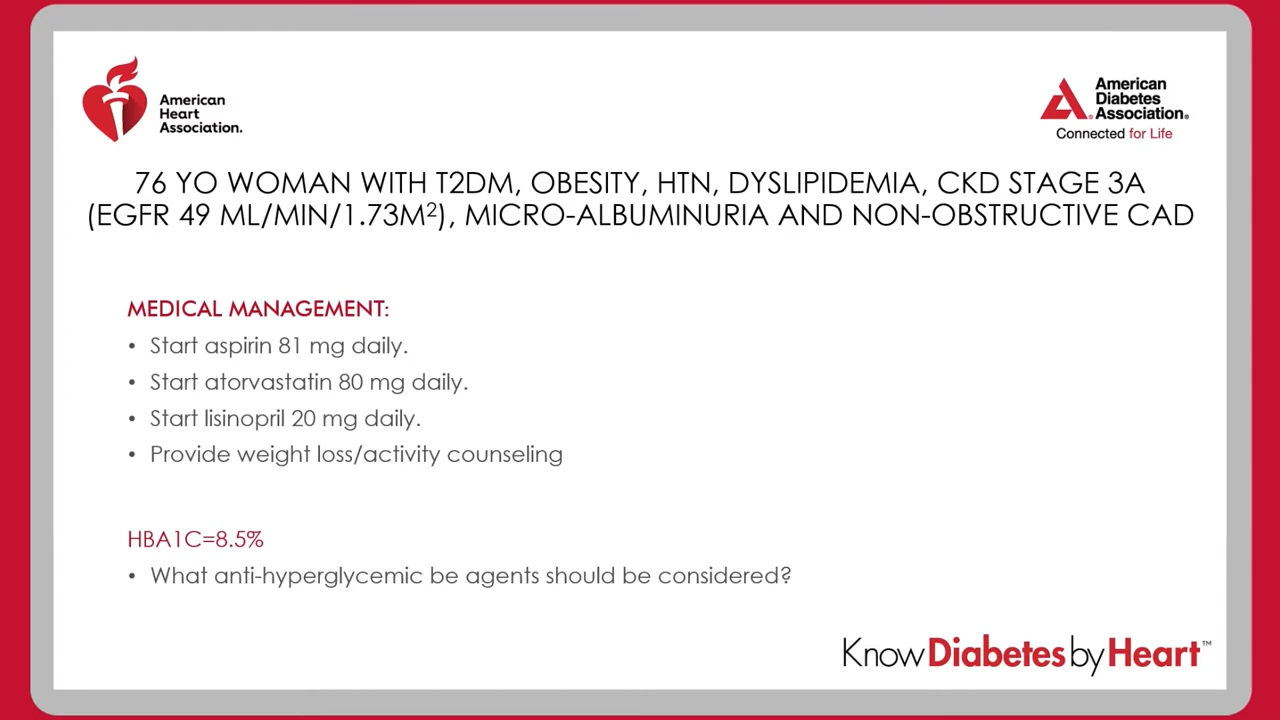 American
Heart
Association.
American
Diabetes
Association.
Connected for Life
76 YO WOMAN WITH T2DM, OBESITY, HTN, DYSLIPIDEMIA, CKD STAGE 3A
(EGFR 49 ML/MIN/1.73M²), MICRO-ALBUMINURIA AND NON-OBSTRUCTIVE CAD
MEDICAL MANAGEMENT:
• Start aspirin 81 mg daily.
• Start atorvastatin 80 mg daily.
• Start lisinopril 20 mg daily.
• Provide weight loss/activity counseling
HBA1C=8.5%
• What anti-hyperglycemic be agents should be considered?
Know Diabetes by Heart™